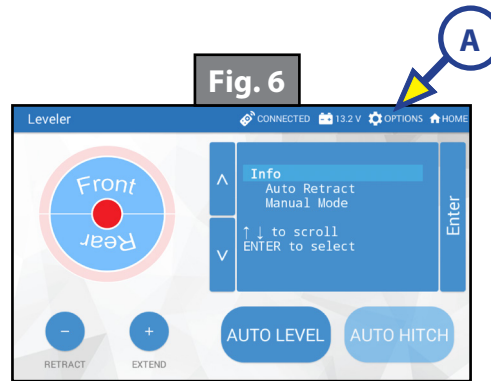 A
Fig. 6
Leveler CONNECTED 13.2 V OPTIONS HOME
Front
Rear
Info
Auto Retract
Manual Mode
↑ ↓ to scroll
ENTER to select
Enter
− + AUTO LEVEL AUTO HITCH
RETRACT EXTEND